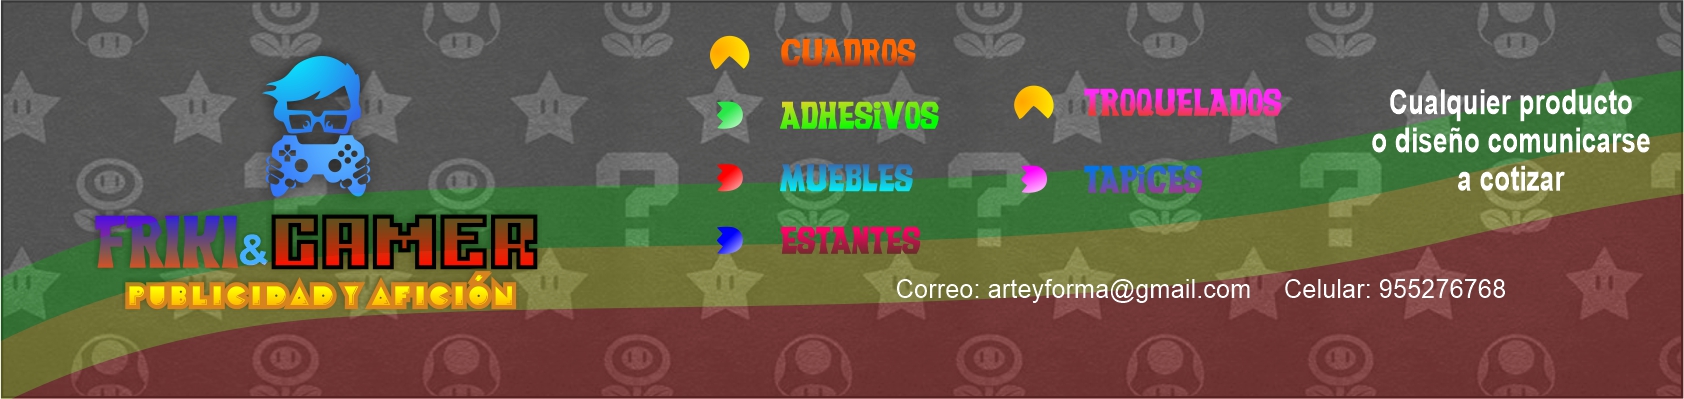 FRIKI & GAMER
PUBLICIDAD Y AFICIÓN
CUADROS
ADHESiVOS
MUEBLES
ESTANTES
TROQUELADOS
TAPiCES
Cualquier producto
o diseño comunicarse
a cotizar
Correo: arteyforma@gmail.com Celular: 955276768